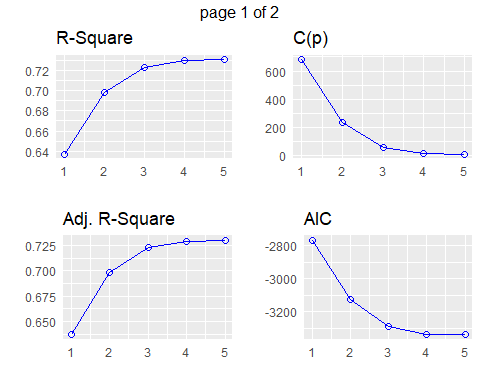 page 1 of 2
R-Square
0.72
0.70
0.68
0.66
0.64
1 2 3 4 5
C(p)
600
400
200
0
1 2 3 4 5
Adj. R-Square
0.725
0.700
0.675
0.650
1 2 3 4 5
AIC
-2800
-3000
-3200
1 2 3 4 5